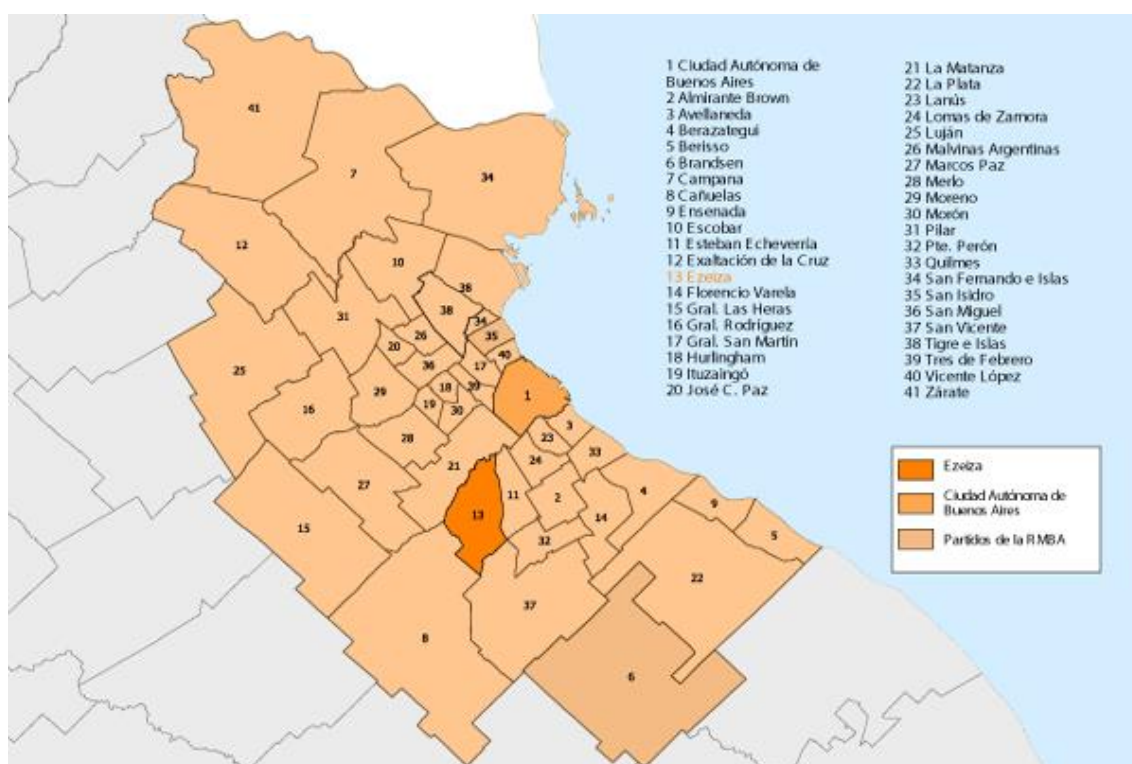 1 Ciudad Autónoma de
Buenos Aires
2 Almirante Brown
3 Avellaneda
4 Berazategui
5 Berisso
6 Brandsen
7 Campana
8 Cañuelas
9 Ensenada
10 Escobar
11 Esteban Echeverría
12 Exaltación de la Cruz
13 Ezeiza
14 Florencio Varela
15 Gral. Las Heras
16 Gral. Rodríguez
17 Gral. San Martín
18 Hurlingham
19 Ituzaingó
20 José C. Paz
21 La Matanza
22 La Plata
23 Lanús
24 Lomas de Zamora
25 Luján
26 Malvinas Argentinas
27 Marcos Paz
28 Merlo
29 Moreno
30 Morón
31 Pilar
32 Pte. Perón
33 Quilmes
34 San Fernando e Islas
35 San Isidro
36 San Miguel
37 San Vicente
38 Tigre e Islas
39 Tres de Febrero
40 Vicente López
41 Zárate
Ezeiza
Ciudad Autónoma de
Buenos Aires
Partidos de la RMBA
41
7
34
12
10
38
31
38
34
26
35
20
40
36
17
25
29
18
39
16
19
30
1
3
28
23
33
21
24
27
11
4
2
9
13
14
15
5
32
22
37
8
6